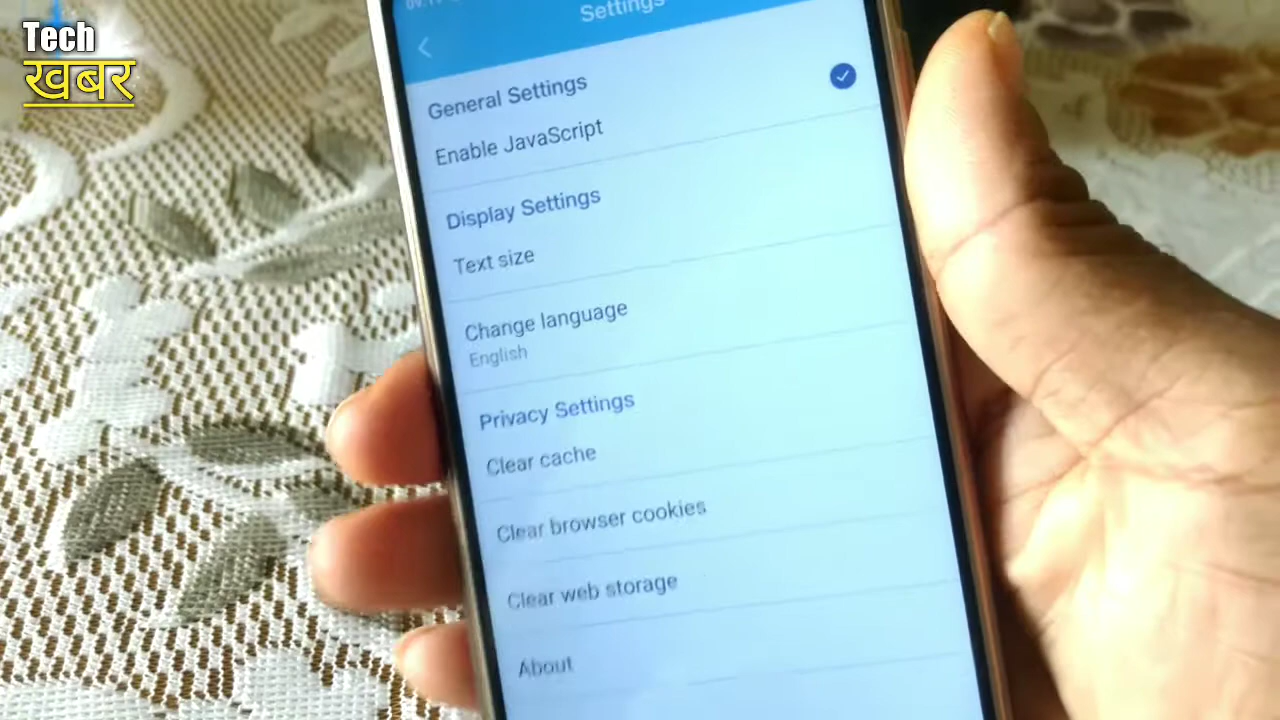 Tech
खबर
Settings
General Settings
Enable JavaScript
Display Settings
Text size
Change language
English
Privacy Settings
Clear cache
Clear browser cookies
Clear web storage
About